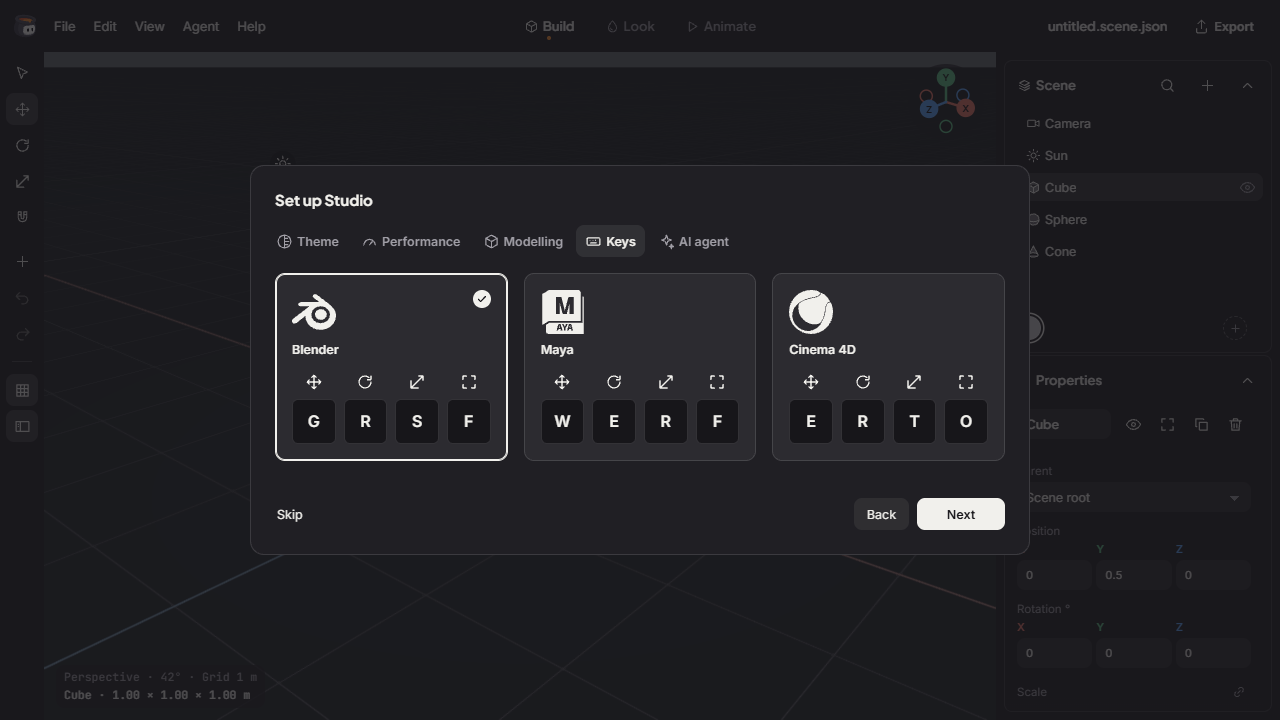 File Edit View Agent Help
Build Look Animate
untitled.scene.json Export
Y
Z X
Scene
Camera
Sun
Cube
Sphere
Cone
Set up Studio
Theme Performance Modelling Keys AI agent
Blender
G R S F
M
AYA
Maya
W E R F
Cinema 4D
E R T O
Skip Back Next
Properties
Cube
Scene root
Y Z
0 0.5 0
Rotation *
X Y Z
0 0 0
Scale
Perspective · 42° · Grid 1 m
Cube · 1.00 × 1.00 × 1.00 m